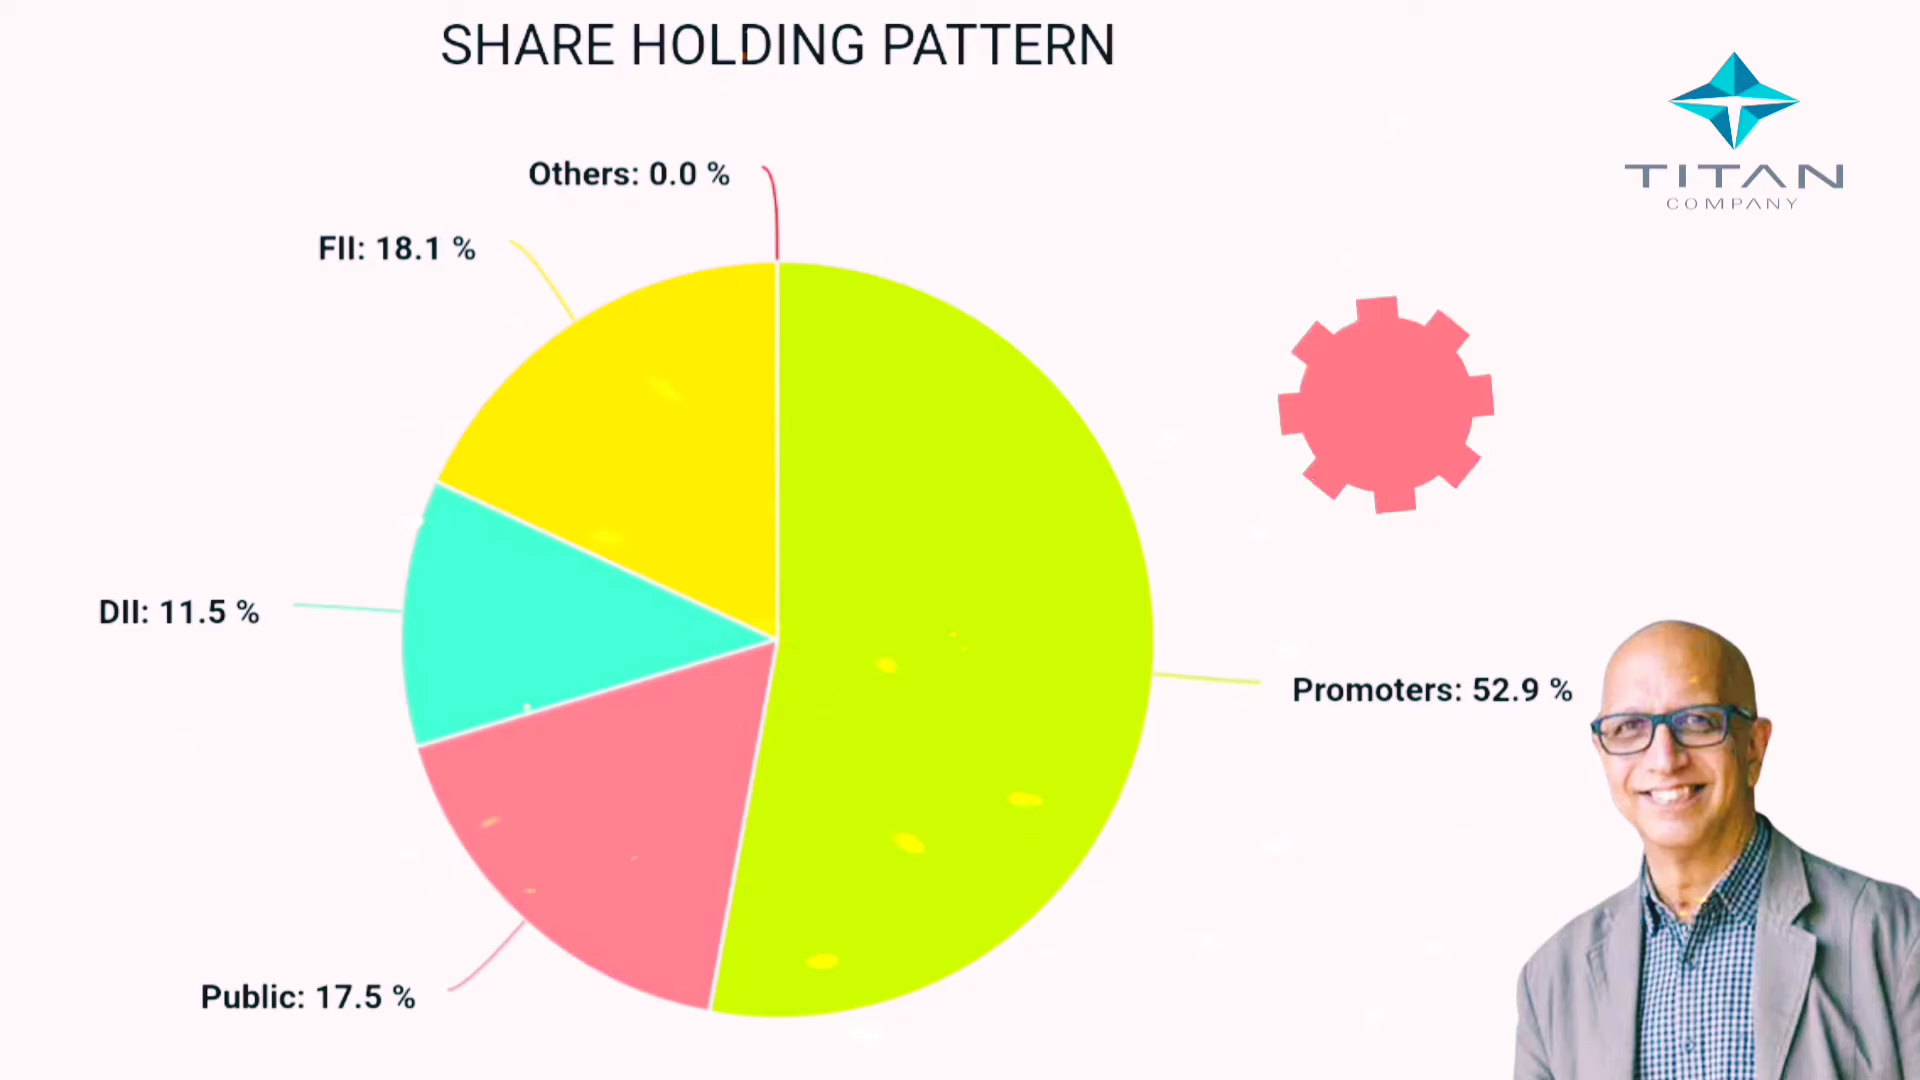 SHARE HOLDING PATTERN
TITAN
COMPANY
Others: 0.0 %
FII: 18.1 %
DII: 11.5 %
Promoters: 52.9 %
Public: 17.5 %